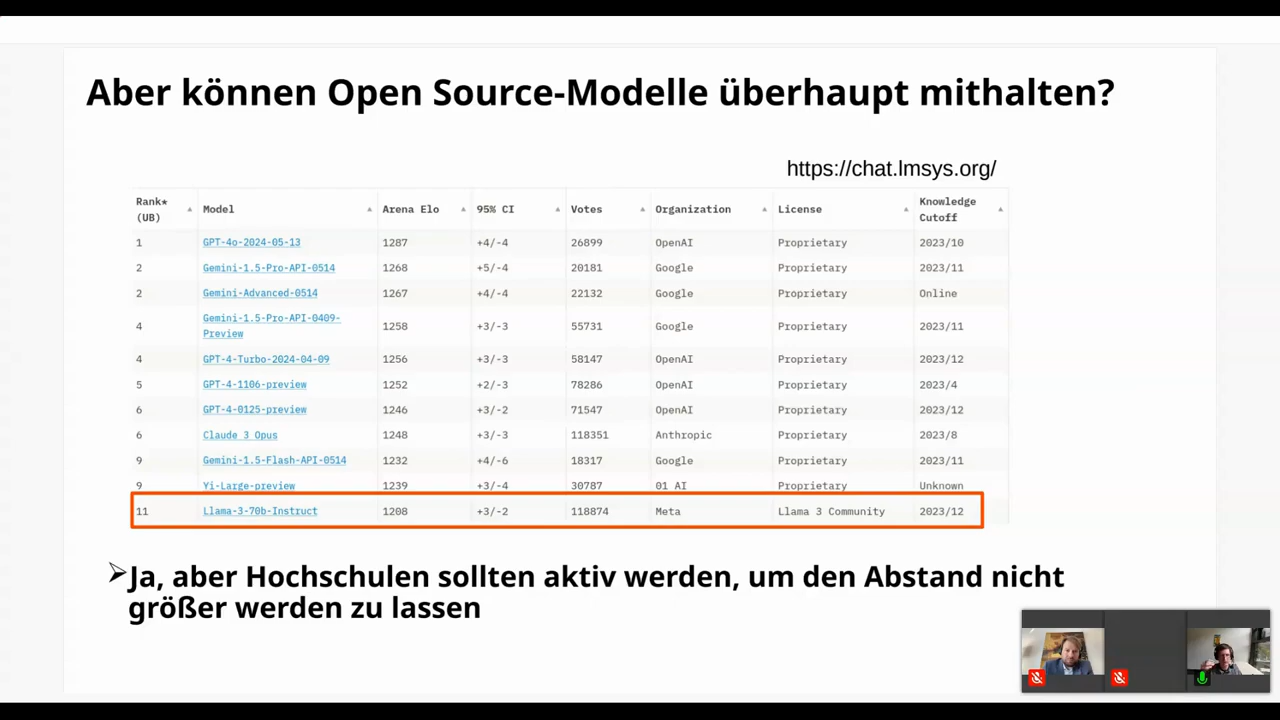 Aber können Open Source-Modelle überhaupt mithalten?
https://chat.lmsys.org/
Rank* (UB) Model Arena Elo 95% CI Votes Organization License Knowledge Cutoff
1 GPT-4o-2024-05-13 1287 +4/-4 26899 OpenAI Proprietary 2023/10
2 Gemini-1.5-Pro-API-0514 1268 +5/-4 20181 Google Proprietary 2023/11
2 Gemini-Advanced-0514 1267 +4/-4 22132 Google Proprietary Online
4 Gemini-1.5-Pro-API-0409-Preview 1258 +3/-3 55731 Google Proprietary 2023/11
4 GPT-4-Turbo-2024-04-09 1256 +3/-3 58147 OpenAI Proprietary 2023/12
5 GPT-4-1106-preview 1252 +2/-3 78286 OpenAI Proprietary 2023/4
6 GPT-4-0125-preview 1246 +3/-2 71547 OpenAI Proprietary 2023/12
6 Claude 3 Opus 1248 +3/-3 118351 Anthropic Proprietary 2023/8
9 Gemini-1.5-Flash-API-0514 1232 +4/-6 18317 Google Proprietary 2023/11
9 Yi-Large-preview 1239 +3/-4 30787 01 AI Proprietary Unknown
11 Llama-3-70b-Instruct 1208 +3/-2 118874 Meta Llama 3 Community 2023/12
Ja, aber Hochschulen sollten aktiv werden, um den Abstand nicht
größer werden zu lassen